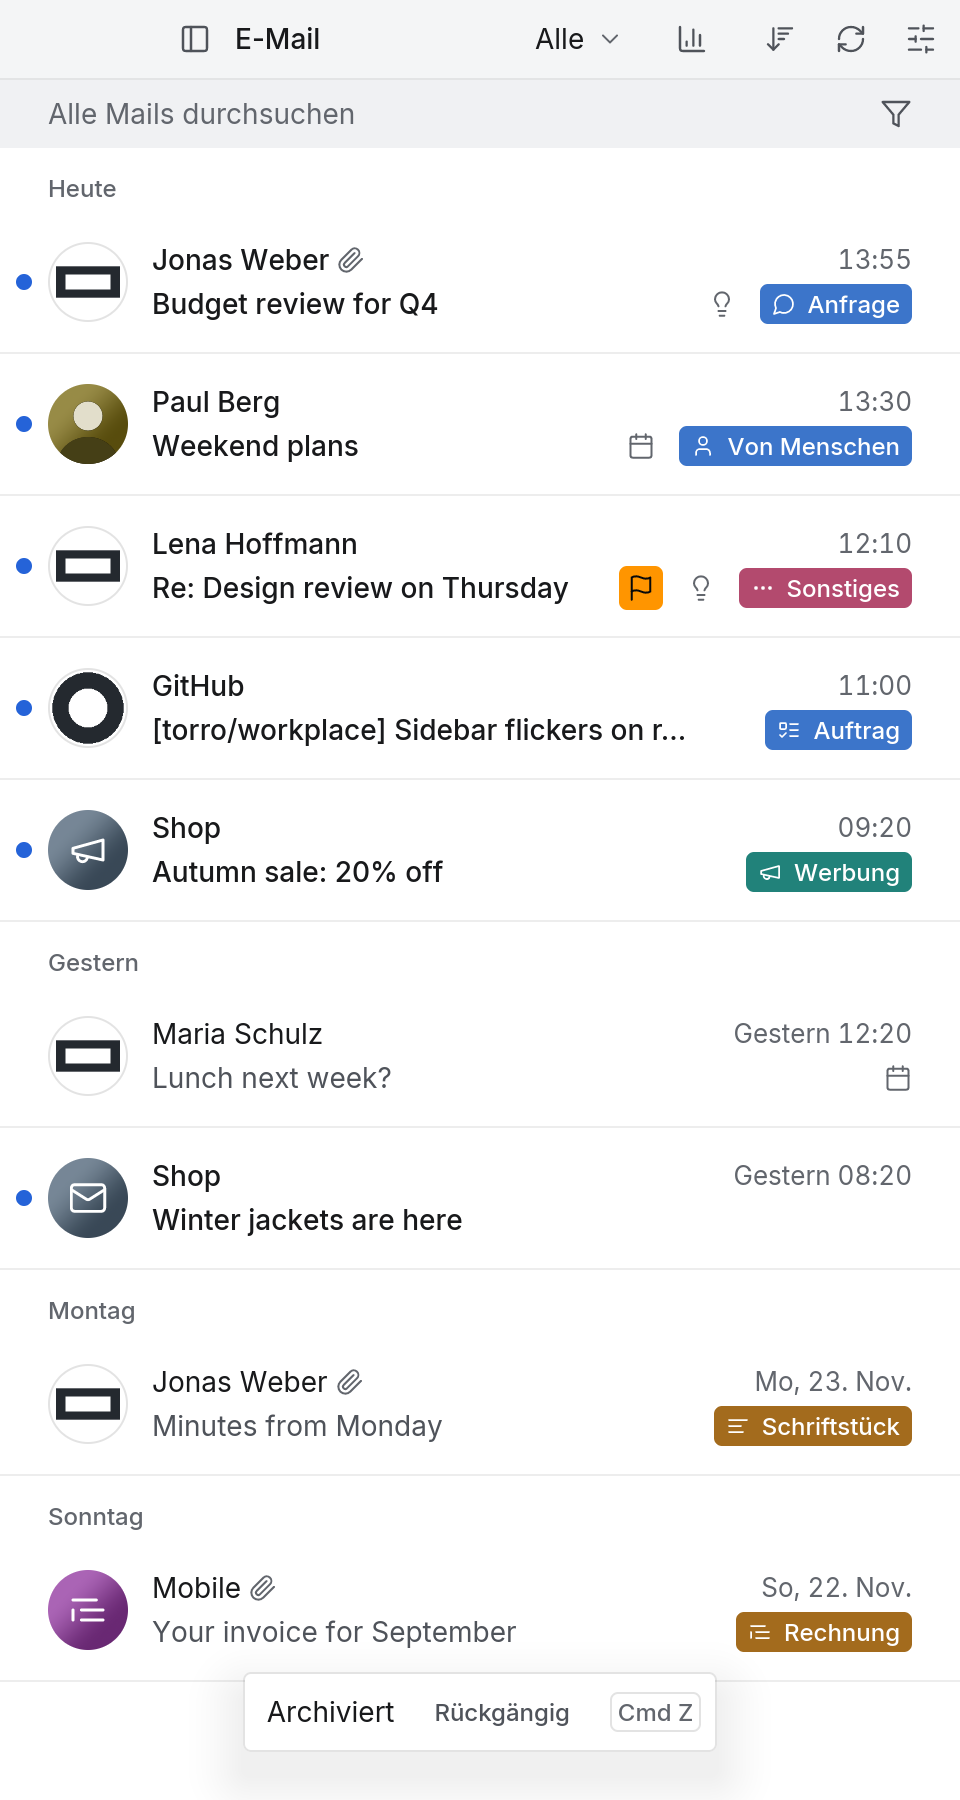 E-Mail Alle
Alle Mails durchsuchen
Heute
Jonas Weber 13:55
Budget review for Q4 Anfrage
Paul Berg 13:30
Weekend plans Von Menschen
Lena Hoffmann 12:10
Re: Design review on Thursday Sonstiges
GitHub 11:00
[torro/workplace] Sidebar flickers on r... Auftrag
Shop 09:20
Autumn sale: 20% off Werbung
Gestern
Maria Schulz Gestern 12:20
Lunch next week?
Shop Gestern 08:20
Winter jackets are here
Montag
Jonas Weber Mo, 23. Nov.
Minutes from Monday Schriftstück
Sonntag
Mobile So, 22. Nov.
Your invoice for September Rechnung
Archiviert Rückgängig Cmd Z